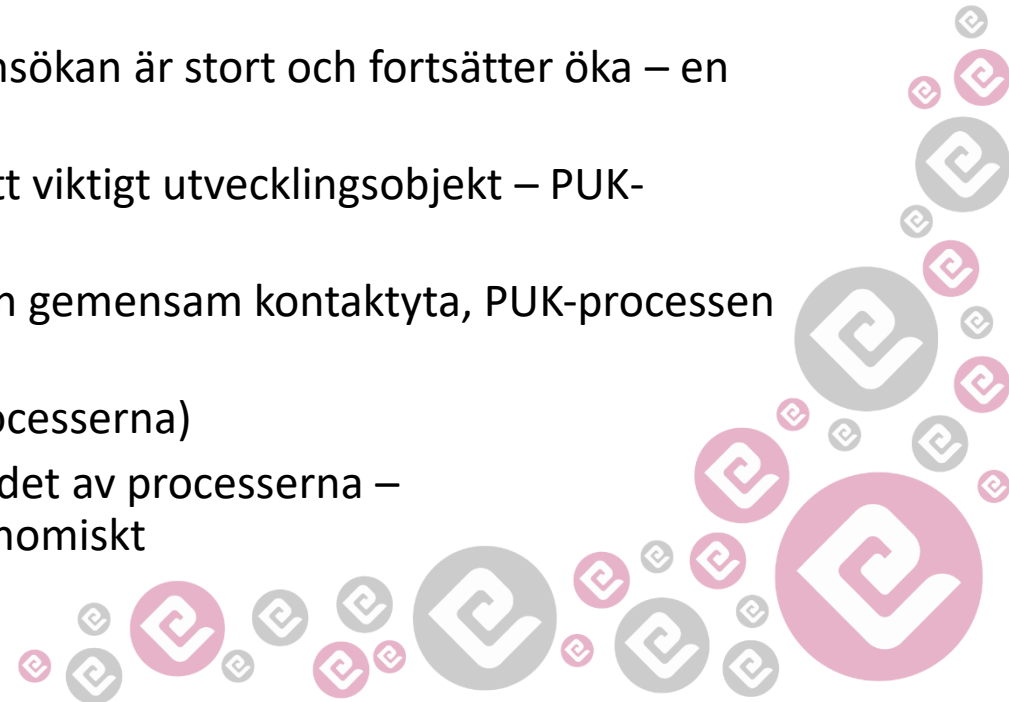 nsökan är stort och fortsätter öka – en
tt viktigt utvecklingsobjekt – PUK-
n gemensam kontaktyta, PUK-processen
ocesserna)
det av processerna –
nomiskt